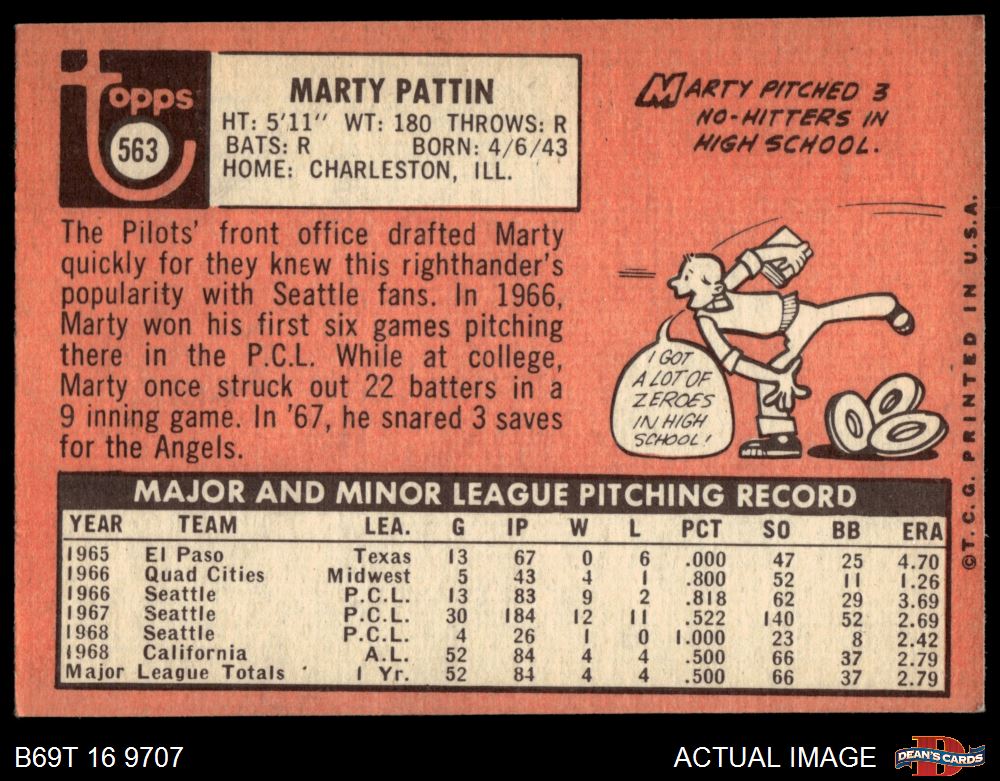 topps
563
MARTY PATTIN
HT: 5'11" WT: 180 THROWS: R
BATS: R BORN: 4/6/43
HOME: CHARLESTON, ILL.
MARTY PITCHED 3
NO-HITTERS IN
HIGH SCHOOL.
The Pilots' front office drafted Marty
quickly for they knew this righthander's
popularity with Seattle fans. In 1966,
Marty won his first six games pitching
there in the P.C.L. While at college,
Marty once struck out 22 batters in a
9 inning game. In '67, he snared 3 saves
for the Angels.
I GOT
A LOT OF
ZEROES
IN HIGH
SCHOOL!
©T. C. G. PRINTED IN U.S.A.
MAJOR AND MINOR LEAGUE PITCHING RECORD
YEAR TEAM LEA. G IP W L PCT SO BB ERA
1965 El Paso Texas 13 67 0 6 .000 47 25 4.70
1966 Quad Cities Midwest 5 43 4 1 .800 52 11 1.26
1966 Seattle P.C.L. 13 83 9 2 .818 62 29 3.69
1967 Seattle P.C.L. 30 184 12 11 .522 140 52 2.69
1968 Seattle P.C.L. 4 26 1 0 1.000 23 8 2.42
1968 California A.L. 52 84 4 4 .500 66 37 2.79
Major League Totals 1 Yr. 52 84 4 4 .500 66 37 2.79
B69T 16 9707
ACTUAL IMAGE
DEAN'S CARDS